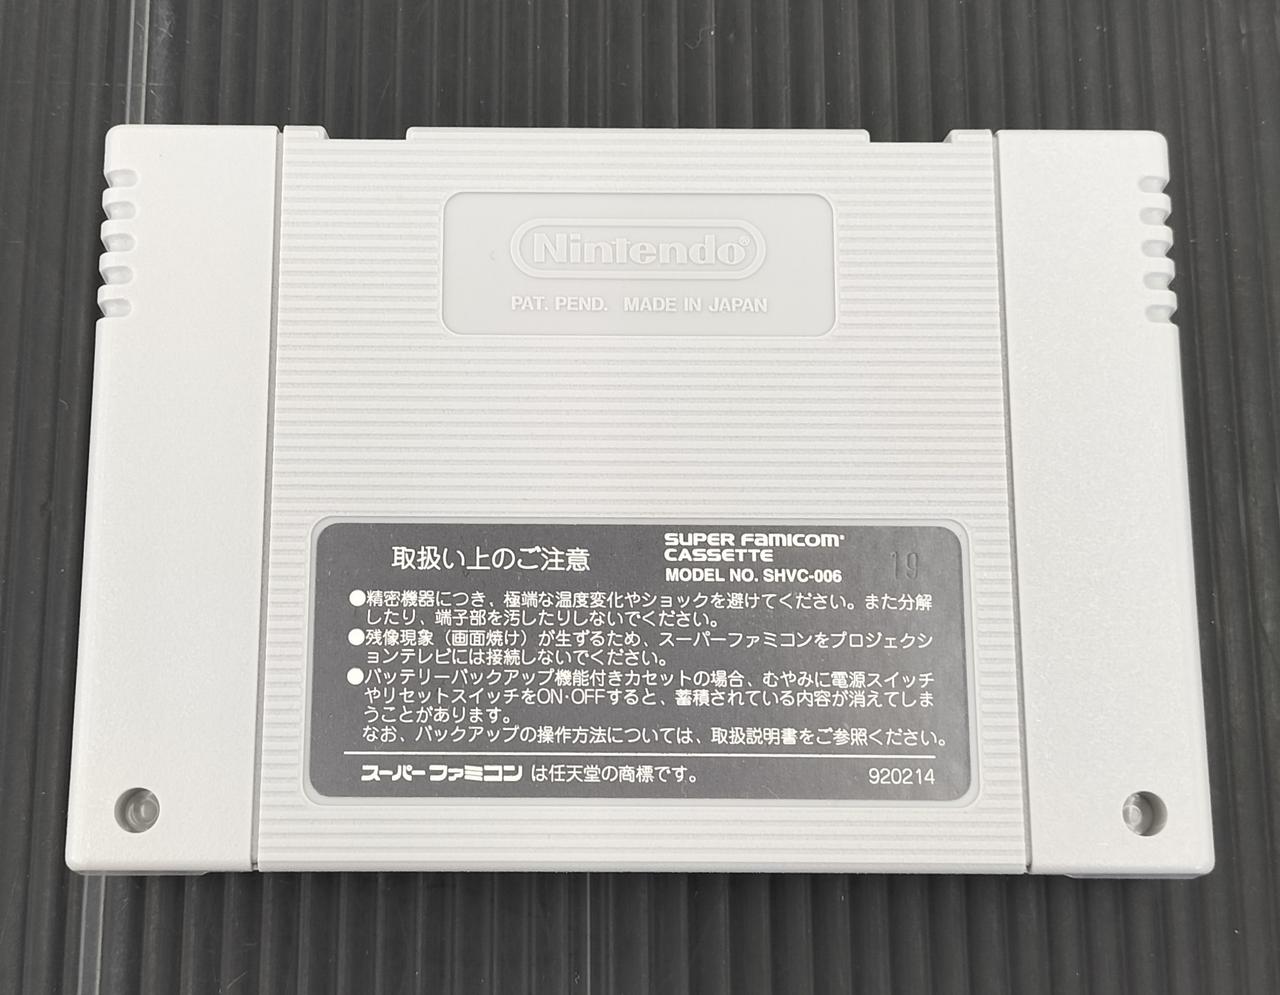 Nintendo®
PAT. PEND. MADE IN JAPAN
取扱い上のご注意
SUPER FAMICOM®
CASSETTE
MODEL NO. SHVC-006
19
●精密機器につき、極端な温度変化やショックを避けてください。また分解
したり、端子部を汚したりしないでください。
●残像現象（画面焼け）が生ずるため、スーパーファミコンをプロジェクシ
ョンテレビには接続しないでください。
●バッテリーバックアップ機能付きカセットの場合、むやみに電源スイッチ
やリセットスイッチをON·OFFすると、蓄積されている内容が消えてしま
うことがあります。
なお、バックアップの操作方法については、取扱説明書をご参照ください。
スーパーファミコン は任天堂の商標です。
920214